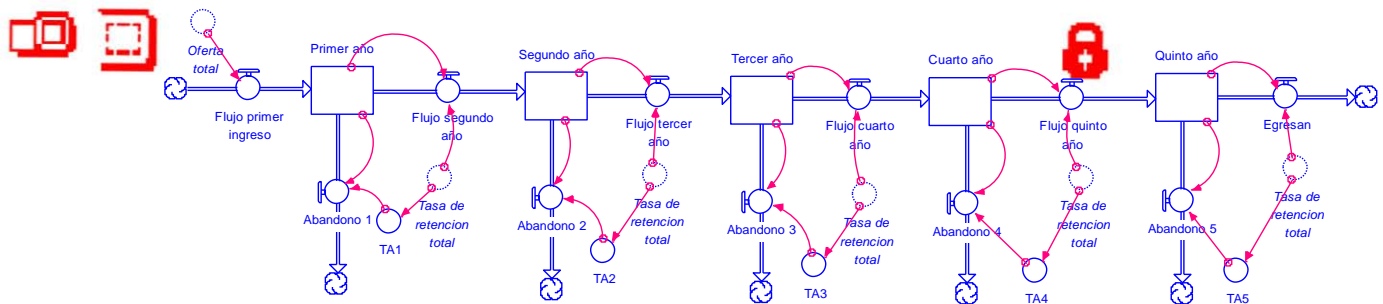 Oferta
total
Primer año
Flujo primer
ingreso
Flujo segundo
año
Abandono 1
TA1
Tasa de
retencion
total
Segundo año
Flujo tercer
año
Abandono 2
TA2
Tasa de
retencion
total
Tercer año
Flujo cuarto
año
Abandono 3
TA3
Tasa de
retencion
total
Cuarto año
Flujo quinto
año
Abandono 4
TA4
Tasa de
retencion
total
Quinto año
Egresan
Abandono 5
TA5
Tasa de
retencion
total